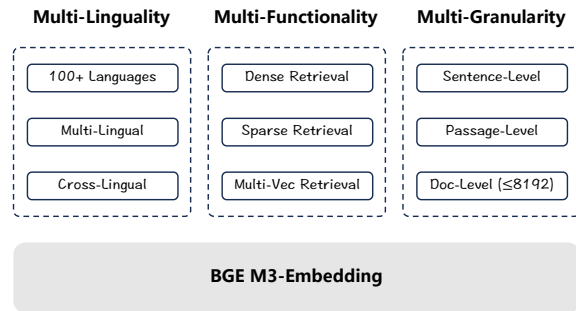 Multi-Linguality
Multi-Functionality
Multi-Granularity
100+ Languages
Dense Retrieval
Sentence-Level
Multi-Lingual
Sparse Retrieval
Passage-Level
Cross-Lingual
Multi-Vec Retrieval
Doc-Level (≤8192)
BGE M3-Embedding